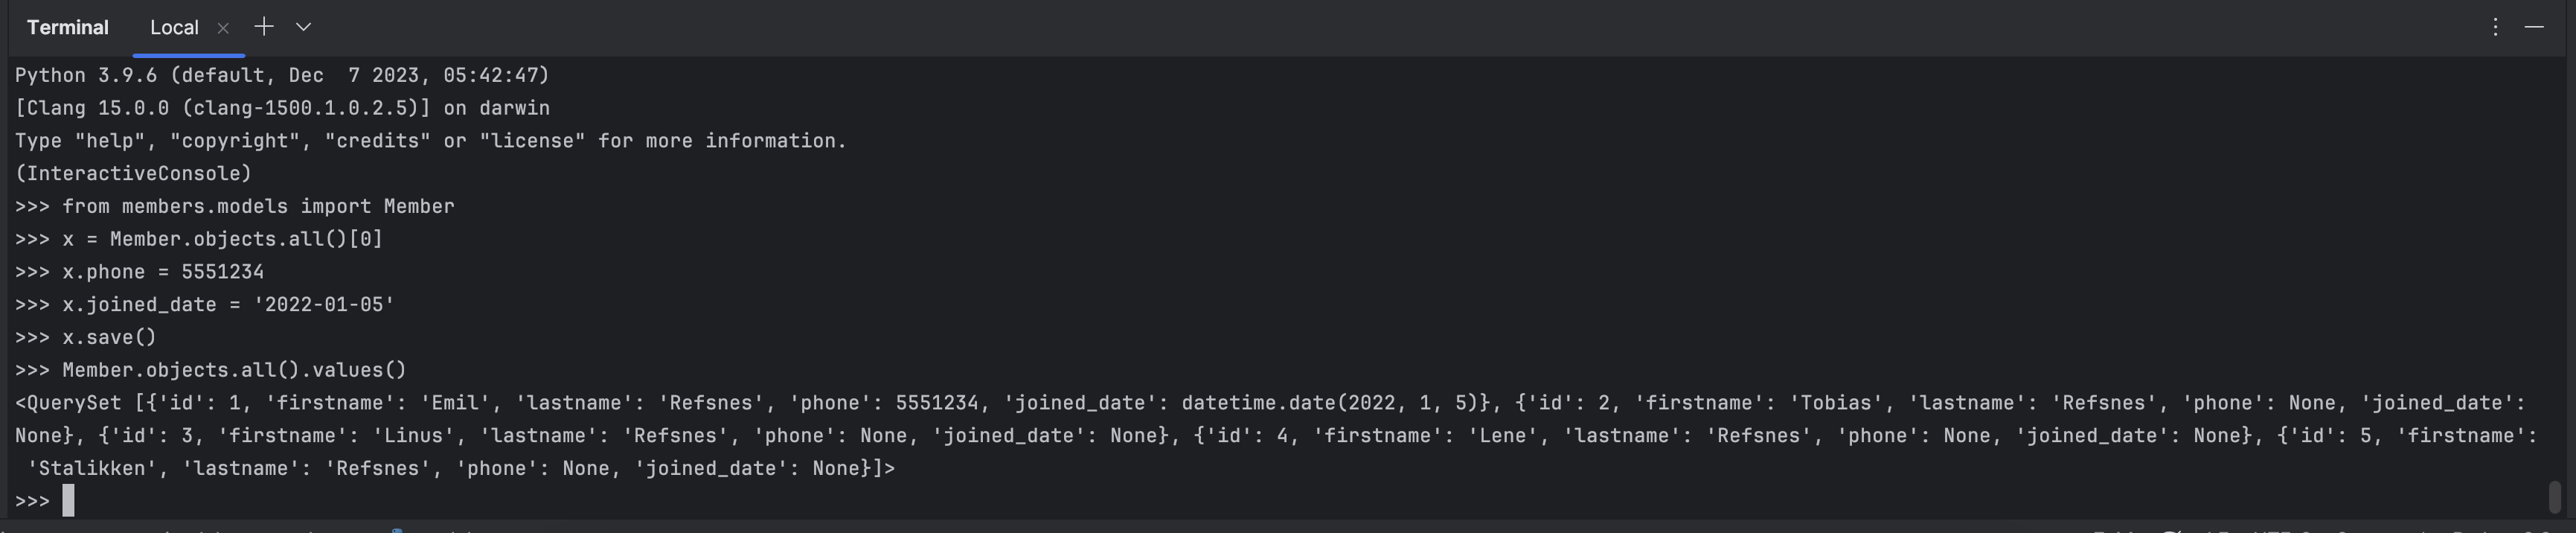 Terminal Local
Python 3.9.6 (default, Dec  7 2023, 05:42:47)
[Clang 15.0.0 (clang-1500.1.0.2.5)] on darwin
Type "help", "copyright", "credits" or "license" for more information.
(InteractiveConsole)
>>> from members.models import Member
>>> x = Member.objects.all()[0]
>>> x.phone = 5551234
>>> x.joined_date = '2022-01-05'
>>> x.save()
>>> Member.objects.all().values()
<QuerySet [{'id': 1, 'firstname': 'Emil', 'lastname': 'Refsnes', 'phone': 5551234, 'joined_date': datetime.date(2022, 1, 5)}, {'id': 2, 'firstname': 'Tobias', 'lastname': 'Refsnes', 'phone': None, 'joined_date':
None}, {'id': 3, 'firstname': 'Linus', 'lastname': 'Refsnes', 'phone': None, 'joined_date': None}, {'id': 4, 'firstname': 'Lene', 'lastname': 'Refsnes', 'phone': None, 'joined_date': None}, {'id': 5, 'firstname':
 'Stalikken', 'lastname': 'Refsnes', 'phone': None, 'joined_date': None}]>
>>>